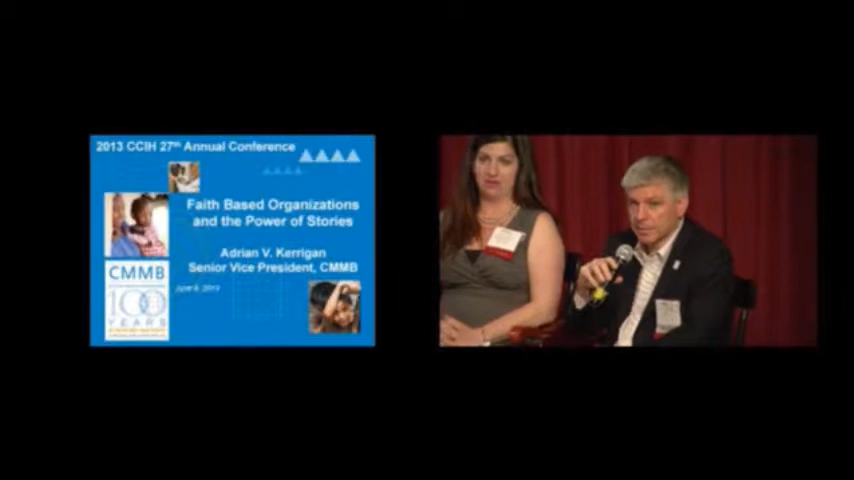 2013 CCIH 27th Annual Conference
Faith Based Organizations
and the Power of Stories
Adrian V. Kerrigan
Senior Vice President, CMMB
CMMB
100
YEARS